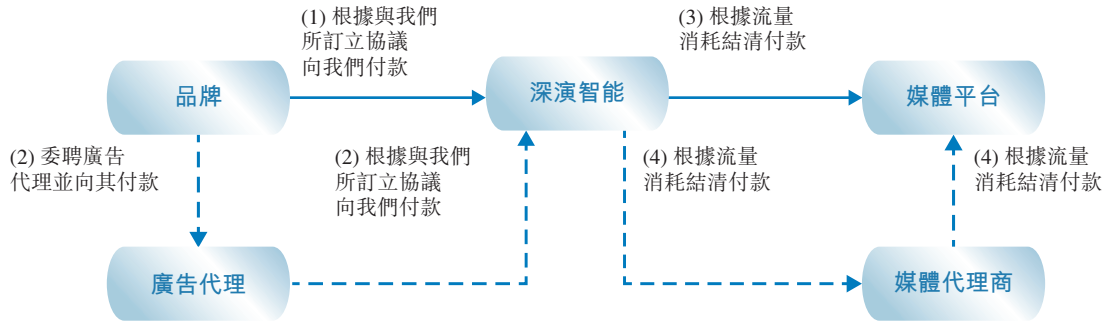 (1) 根據與我們
所訂立協議
向我們付款
(3) 根據流量
消耗結清付款
品牌
深演智能
媒體平台
(2) 委聘廣告
代理並向其付款
(2) 根據與我們
所訂立協議
向我們付款
(4) 根據流量
消耗結清付款
(4) 根據流量
消耗結清付款
廣告代理
媒體代理商